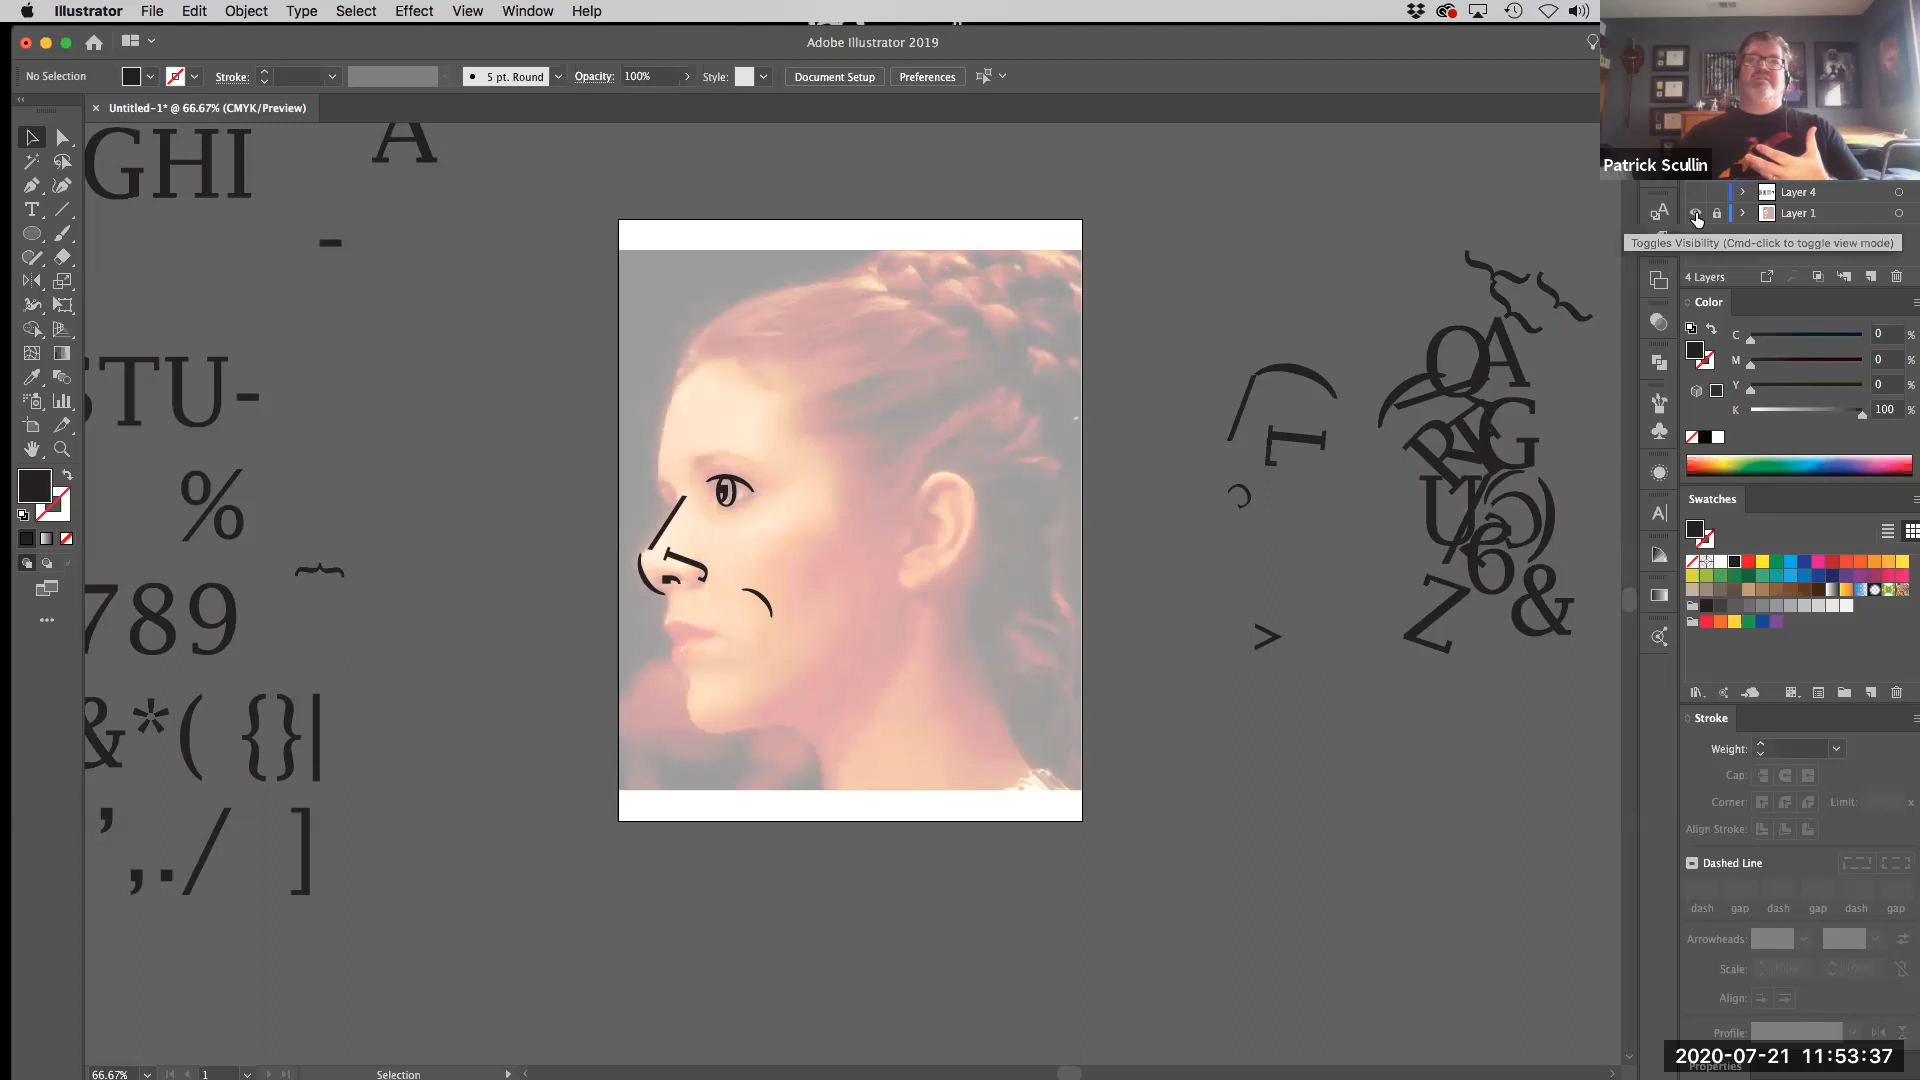 Illustrator File Edit Object Type Select Effect View Window Help
Adobe Illustrator 2019
No Selection Stroke: 5 pt. Round Opacity: 100% Style: Document Setup Preferences
Untitled-1* @ 66.67% (CMYK/Preview)
Patrick Scullin
Layer 4
Layer 1
Toggles Visibility (Cmd-click to toggle view mode)
4 Layers
Color
C 0 %
M 0 %
Y 0 %
K 100 %
Swatches
Stroke
Weight:
Cap:
Corner: Limit: x
Align Stroke:
Dashed Line
dash gap dash gap dash gap
Arrowheads:
Scale:
Align:
Profile:
2020-07-21 11:53:37
Properties
GHI
A
-
STU-
%
789
&*( {}|
',./ ]
>
O A
R K G
U )
6
Z &
66.67% 1 Selection